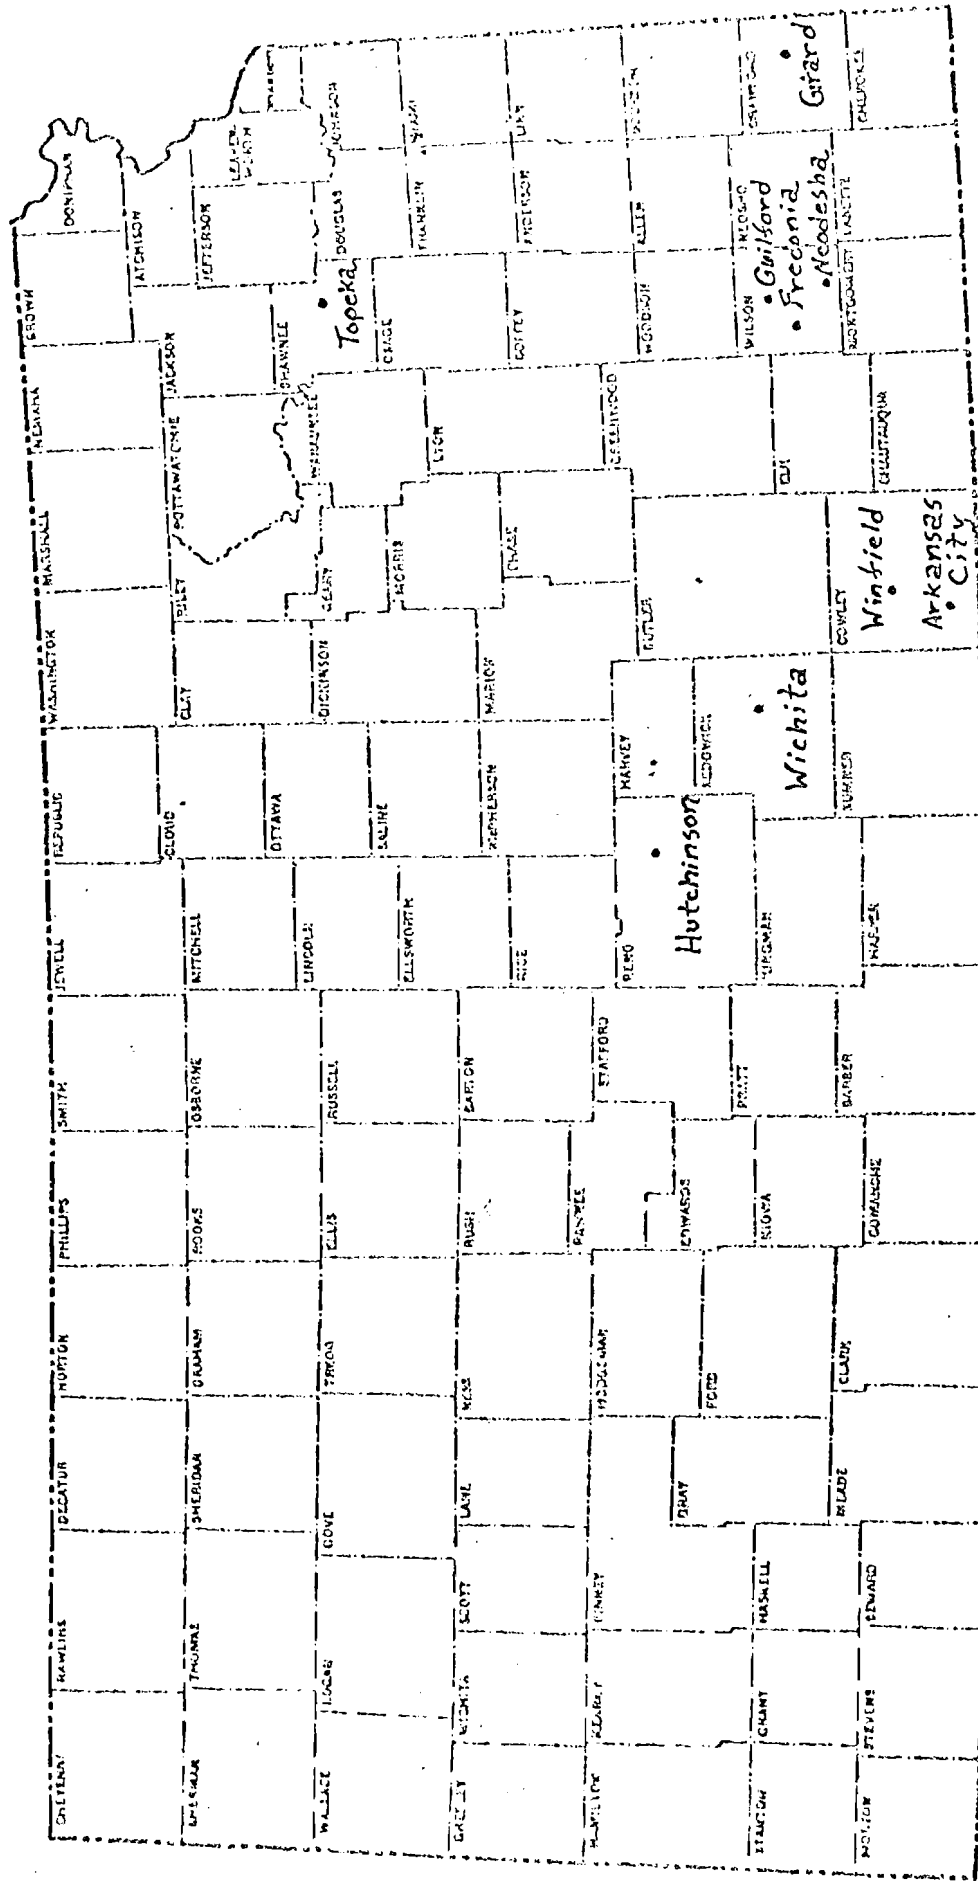 CHEYENNE
RAWLINS
DECATUR
NORTON
PHILLIPS
SMITH
JEWELL
REPUBLIC
WASHINGTON
MARSHALL
NEMAHA
BROWN
DONIPHAN
SHERMAN
THOMAS
SHERIDAN
GRAHAM
ROOKS
OSBORNE
MITCHELL
CLOUD
CLAY
RILEY
POTTAWATOMIE
JACKSON
ATCHISON
JEFFERSON
LEAVEN
WORTH
WALLACE
LOGAN
GOVE
TREGO
ELLIS
RUSSELL
LINCOLN
OTTAWA
DICKINSON
GEARY
WABAUNSEE
SHAWNEE
Topeka
DOUGLAS
JOHNSON
GREELEY
WICHITA
SCOTT
LANE
NESS
RUSH
BARTON
ELLSWORTH
SALINE
MORRIS
LYON
OSAGE
FRANKLIN
MIAMI
HAMILTON
KEARNY
FINNEY
HODGEMAN
PAWNEE
STAFFORD
RICE
MCPHERSON
MARION
CHASE
COFFEY
ANDERSON
LINN
GRAY
FORD
EDWARDS
RENO
Hutchinson
HARVEY
SEDGWICK
Wichita
BUTLER
GREENWOOD
WOODSON
ALLEN
BOURBON
STANTON
GRANT
HASKELL
KIOWA
PRATT
KINGMAN
ELK
WILSON
Guilford
Fredonia
Neodesha
NEOSHO
CRAWFORD
Girard
MORTON
STEVENS
SEWARD
MEADE
CLARK
COMANCHE
BARBER
HARPER
SUMNER
COWLEY
Winfield
Arkansas
City
CHAUTAUQUA
MONTGOMERY
LABETTE
CHEROKEE